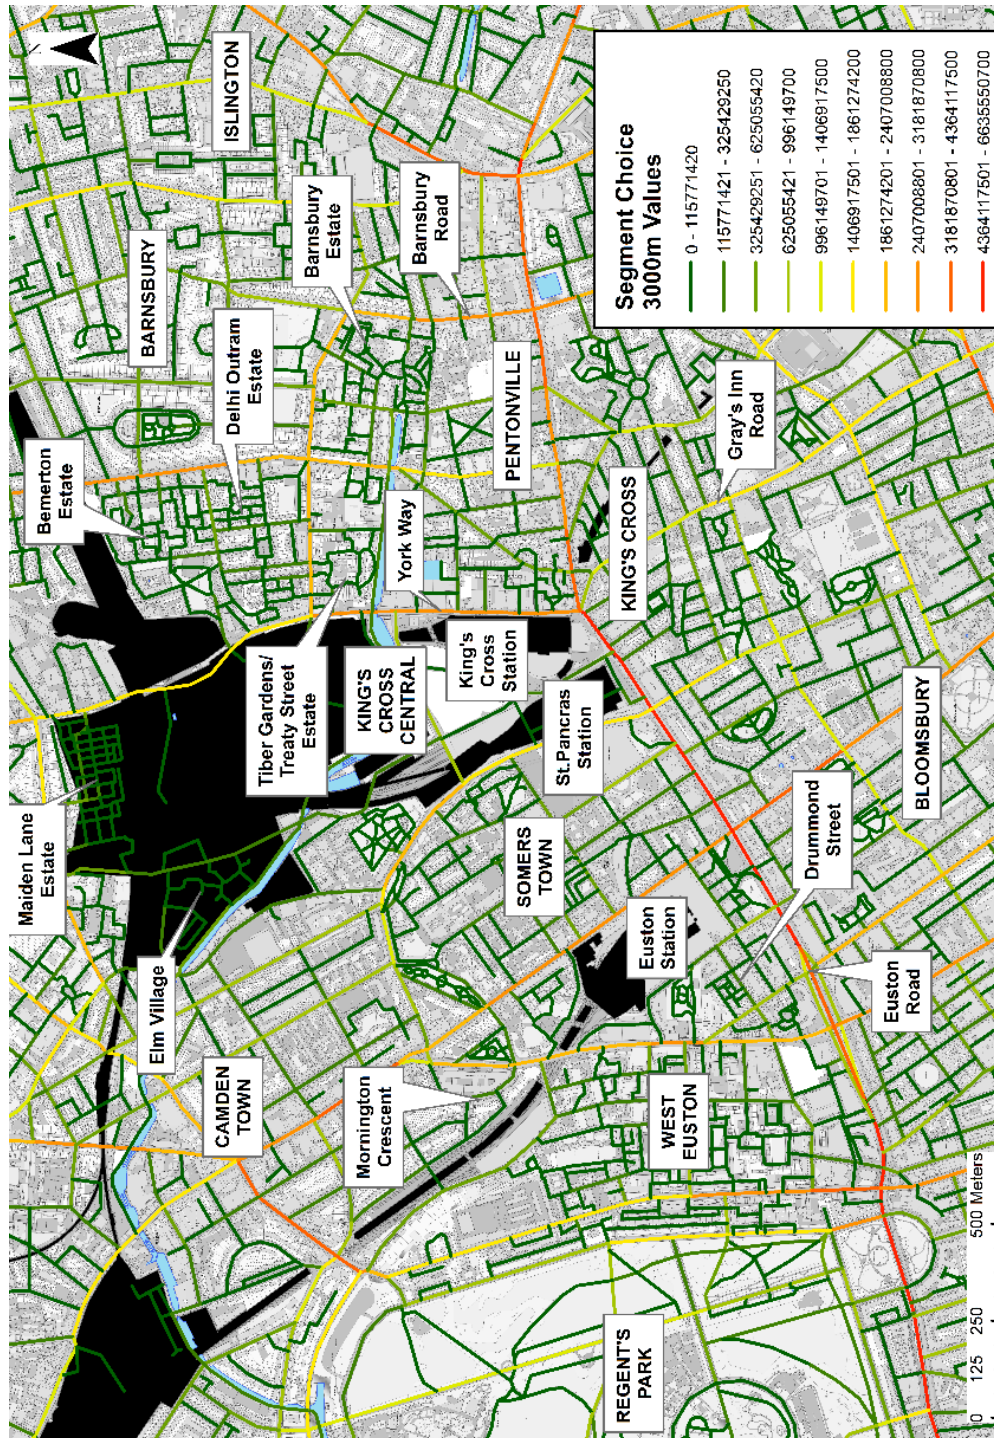 N
Maiden Lane
Estate
Bemerton
Estate
BARNSBURY
ISLINGTON
Elm Village
CAMDEN
TOWN
Delhi Outram
Estate
Tiber Gardens/
Treaty Street
Estate
Barnsbury
Estate
Mornington
Crescent
KING'S
CROSS
CENTRAL
York Way
Barnsbury
Road
King's
Cross
Station
PENTONVILLE
SOMERS
TOWN
St.Pancras
Station
REGENT'S
PARK
WEST
EUSTON
Euston
Station
KING'S CROSS
Gray's Inn
Road
Drummond
Street
Euston
Road
BLOOMSBURY
Segment Choice
3000m Values
0 - 115771420
115771421 - 325429250
325429251 - 625055420
625055421 - 996149700
996149701 - 1406917500
1406917501 - 1861274200
1861274201 - 2407008800
2407008801 - 3181870800
3181870801 - 4364117500
4364117501 - 6635550700
0 125 250 500 Meters